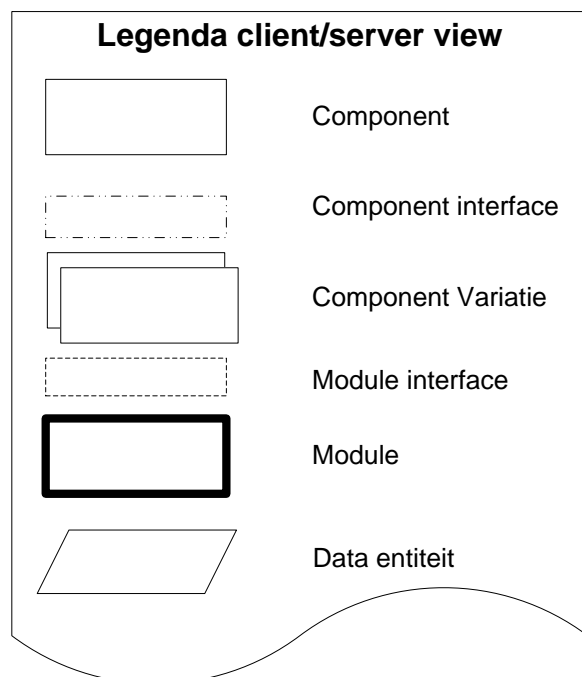 Legenda client/server view
Component
Component interface
Component Variatie
Module interface
Module
Data entiteit